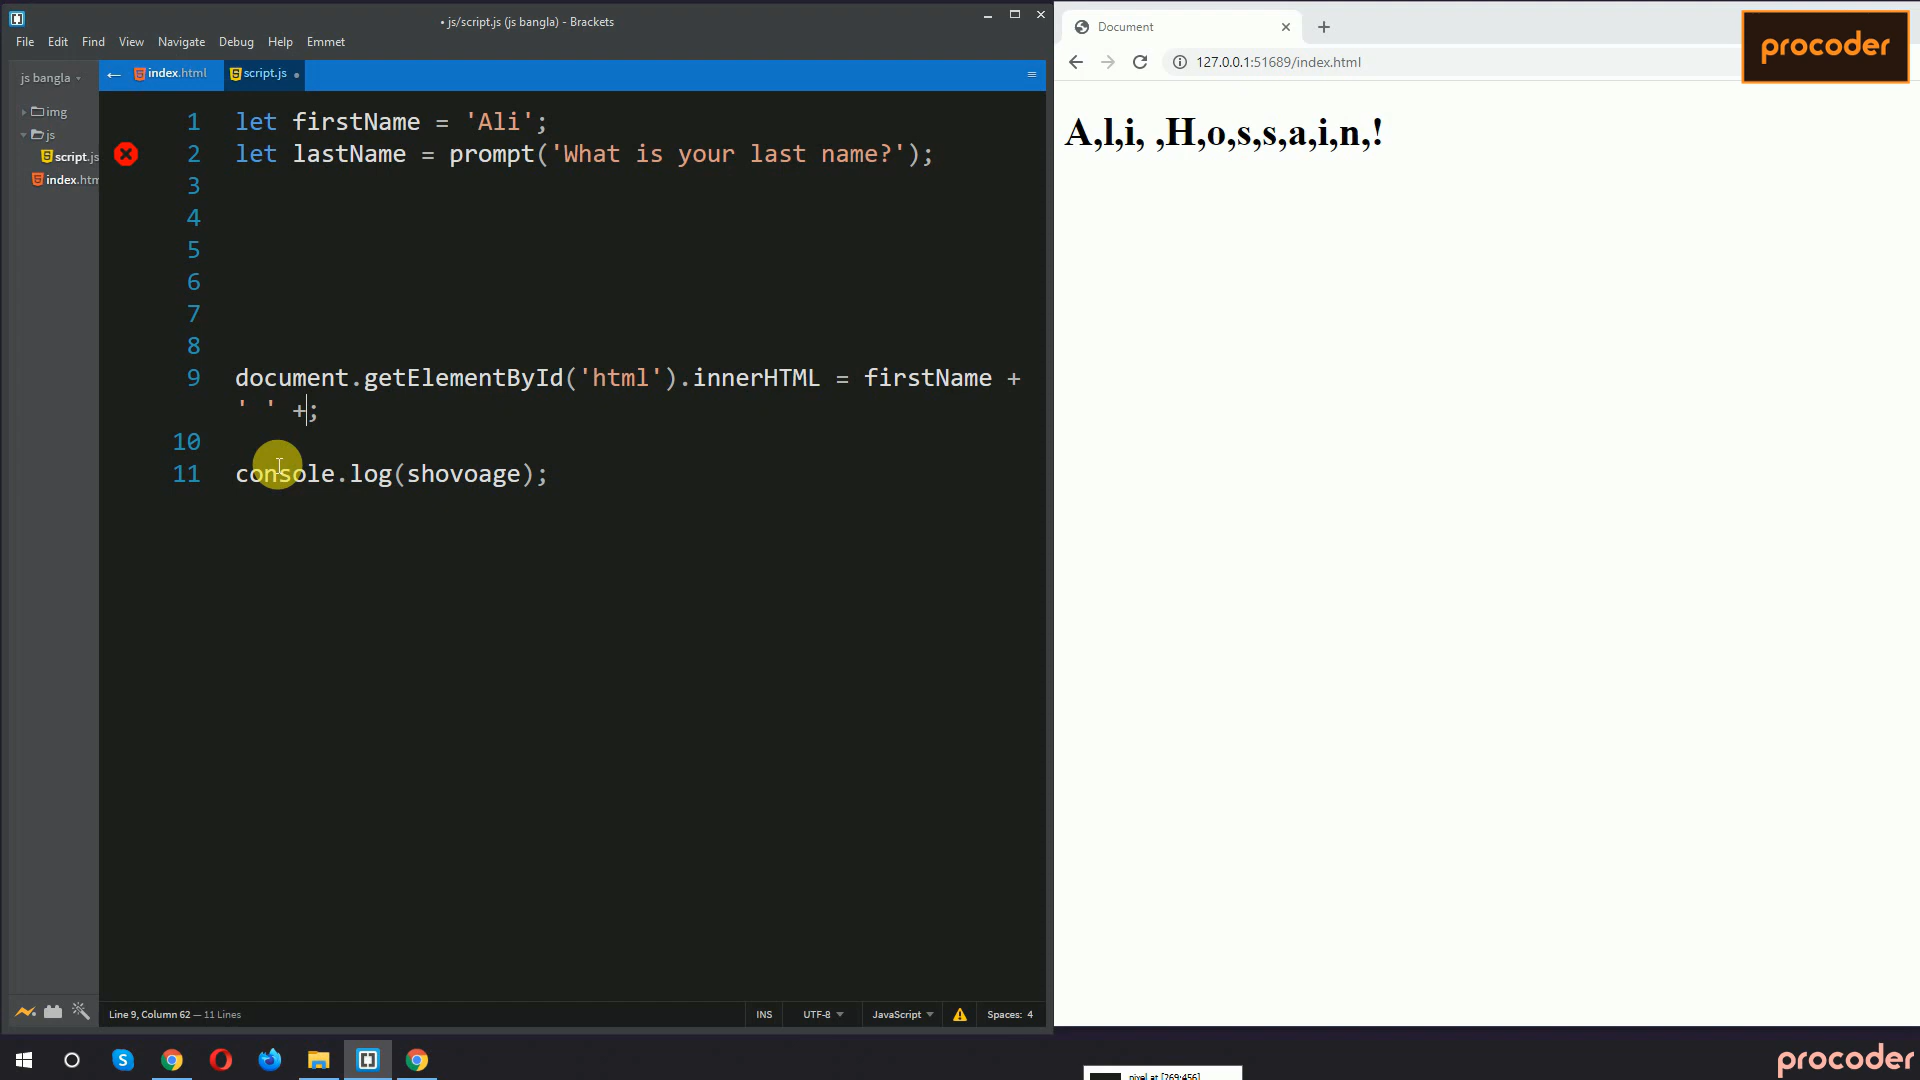 • js/script.js (js bangla) - Brackets
File Edit Find View Navigate Debug Help Emmet
js bangla
index.html
script.js •
img
js
script.js
index.htm
1 let firstName = 'Ali';
2 let lastName = prompt('What is your last name?');
3
4
5
6
7
8
9 document.getElementById('html').innerHTML = firstName +
' ' +;
10
11 console.log(shovoage);
Line 9, Column 62 — 11 Lines
INS
UTF-8
JavaScript
Spaces: 4
Document
127.0.0.1:51689/index.html
procoder
A,l,i, ,H,o,s,s,a,i,n,!
pixel at [269:456]
procoder